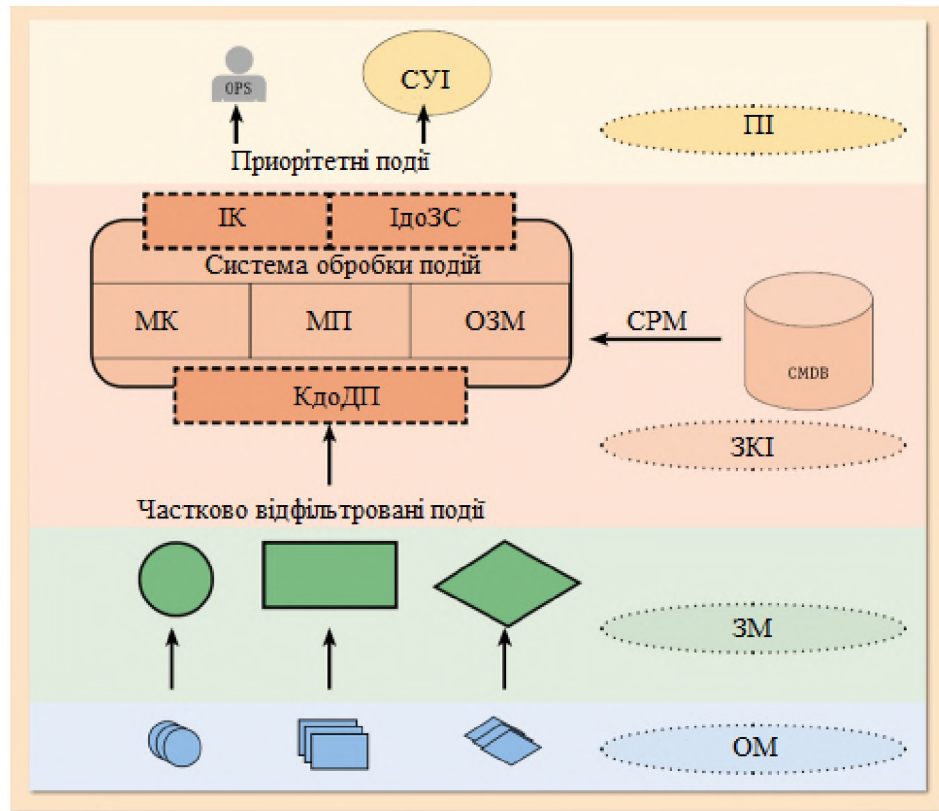 OPS
СУІ
ПІ
Приорітетні події
ІК
ІдоЗС
Система обробки подій
МК
МП
ОЗМ
СРМ
CMDB
КдоДП
ЗКІ
Частково відфільтровані події
ЗМ
ОМ